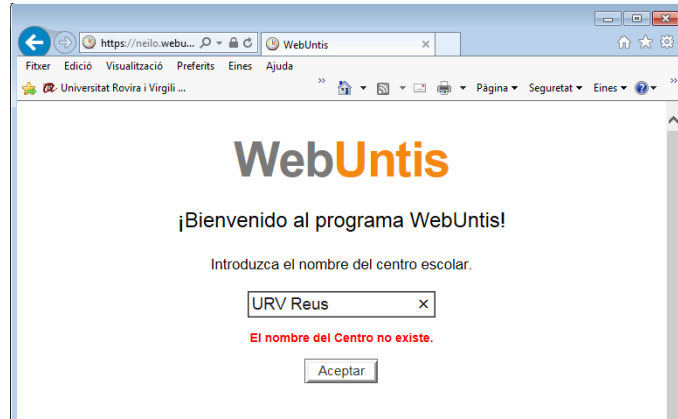 https://neilo.webu...
WebUntis
Fitxer Edició Visualització Preferits Eines Ajuda
Universitat Rovira i Virgili ...
»
Pàgina Seguretat Eines
»
WebUntis
¡Bienvenido al programa WebUntis!
Introduzca el nombre del centro escolar.
URV Reus
El nombre del Centro no existe.
Aceptar